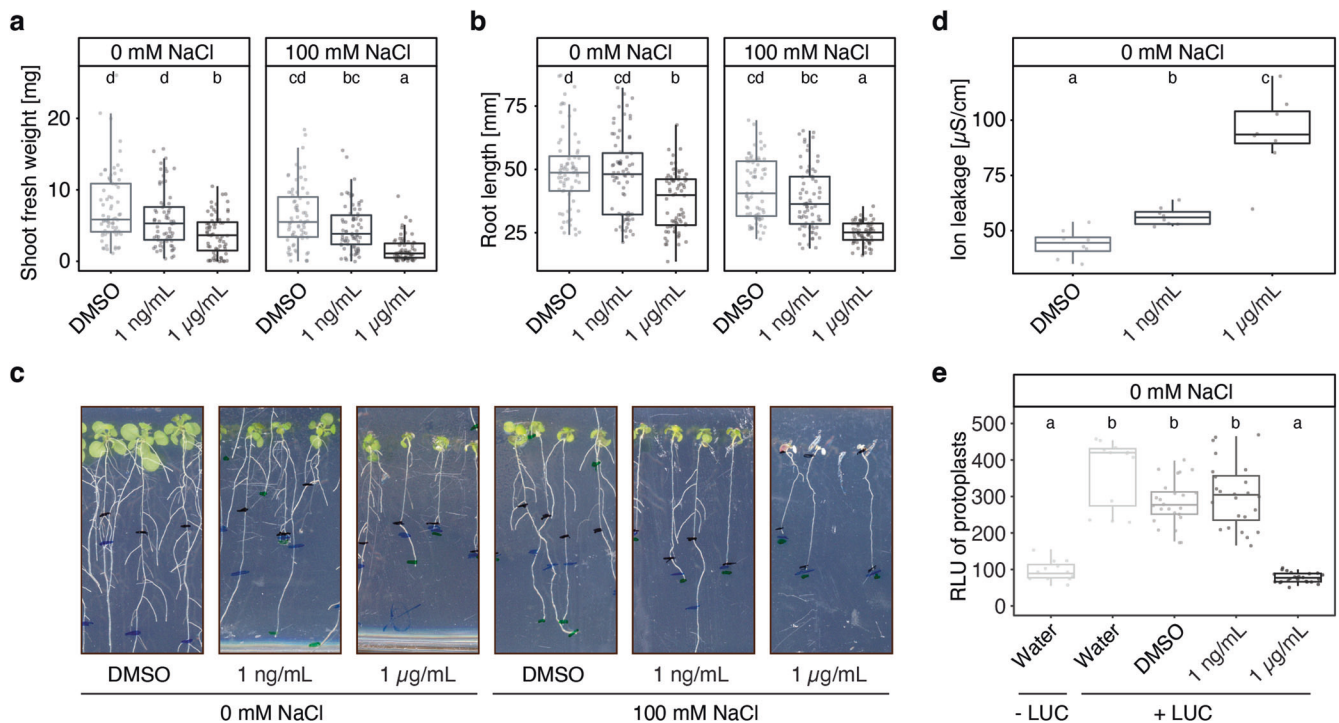 a
0 mM NaCl
100 mM NaCl
d d b
cd bc a
Shoot fresh weight [mg]
20
10
0
DMSO
1 ng/mL
1 µg/mL
DMSO
1 ng/mL
1 µg/mL
b
0 mM NaCl
100 mM NaCl
d cd b
cd bc a
Root length [mm]
75
50
25
DMSO
1 ng/mL
1 µg/mL
DMSO
1 ng/mL
1 µg/mL
d
0 mM NaCl
a b c
Ion leakage [µS/cm]
100
75
50
DMSO
1 ng/mL
1 µg/mL
c
DMSO
1 ng/mL
1 µg/mL
DMSO
1 ng/mL
1 µg/mL
0 mM NaCl
100 mM NaCl
e
0 mM NaCl
a b b b a
RLU of protoplasts
500
400
300
200
100
0
Water
Water
DMSO
1 ng/mL
1 µg/mL
- LUC
+ LUC